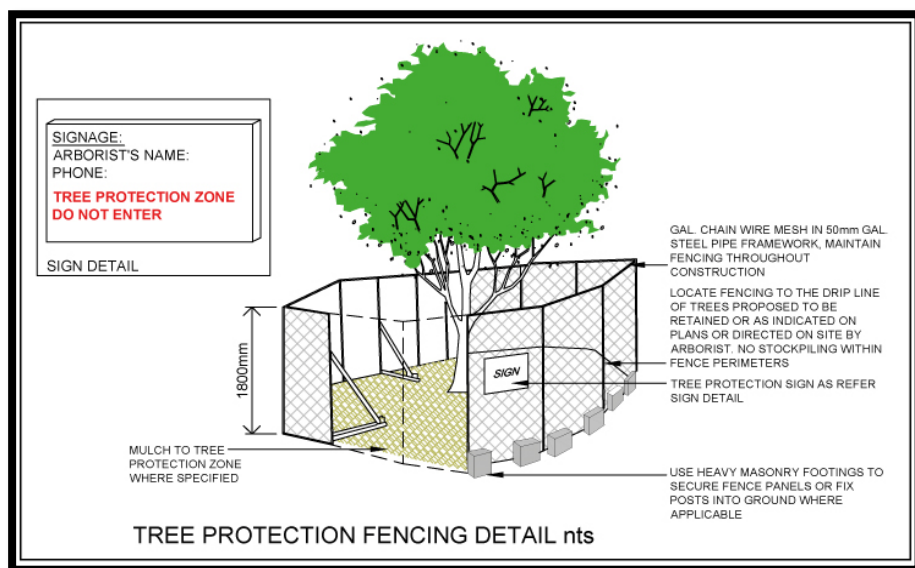 SIGNAGE:
ARBORIST'S NAME:
PHONE:
TREE PROTECTION ZONE
DO NOT ENTER
SIGN DETAIL
GAL. CHAIN WIRE MESH IN 50mm GAL.
STEEL PIPE FRAMEWORK, MAINTAIN
FENCING THROUGHOUT
CONSTRUCTION
LOCATE FENCING TO THE DRIP LINE
OF TREES PROPOSED TO BE
RETAINED OR AS INDICATED ON
PLANS OR DIRECTED ON SITE BY
ARBORIST. NO STOCKPILING WITHIN
FENCE PERIMETERS
1800mm
SIGN
TREE PROTECTION SIGN AS REFER
SIGN DETAIL
MULCH TO TREE
PROTECTION ZONE
WHERE SPECIFIED
USE HEAVY MASONRY FOOTINGS TO
SECURE FENCE PANELS OR FIX
POSTS INTO GROUND WHERE
APPLICABLE
TREE PROTECTION FENCING DETAIL nts